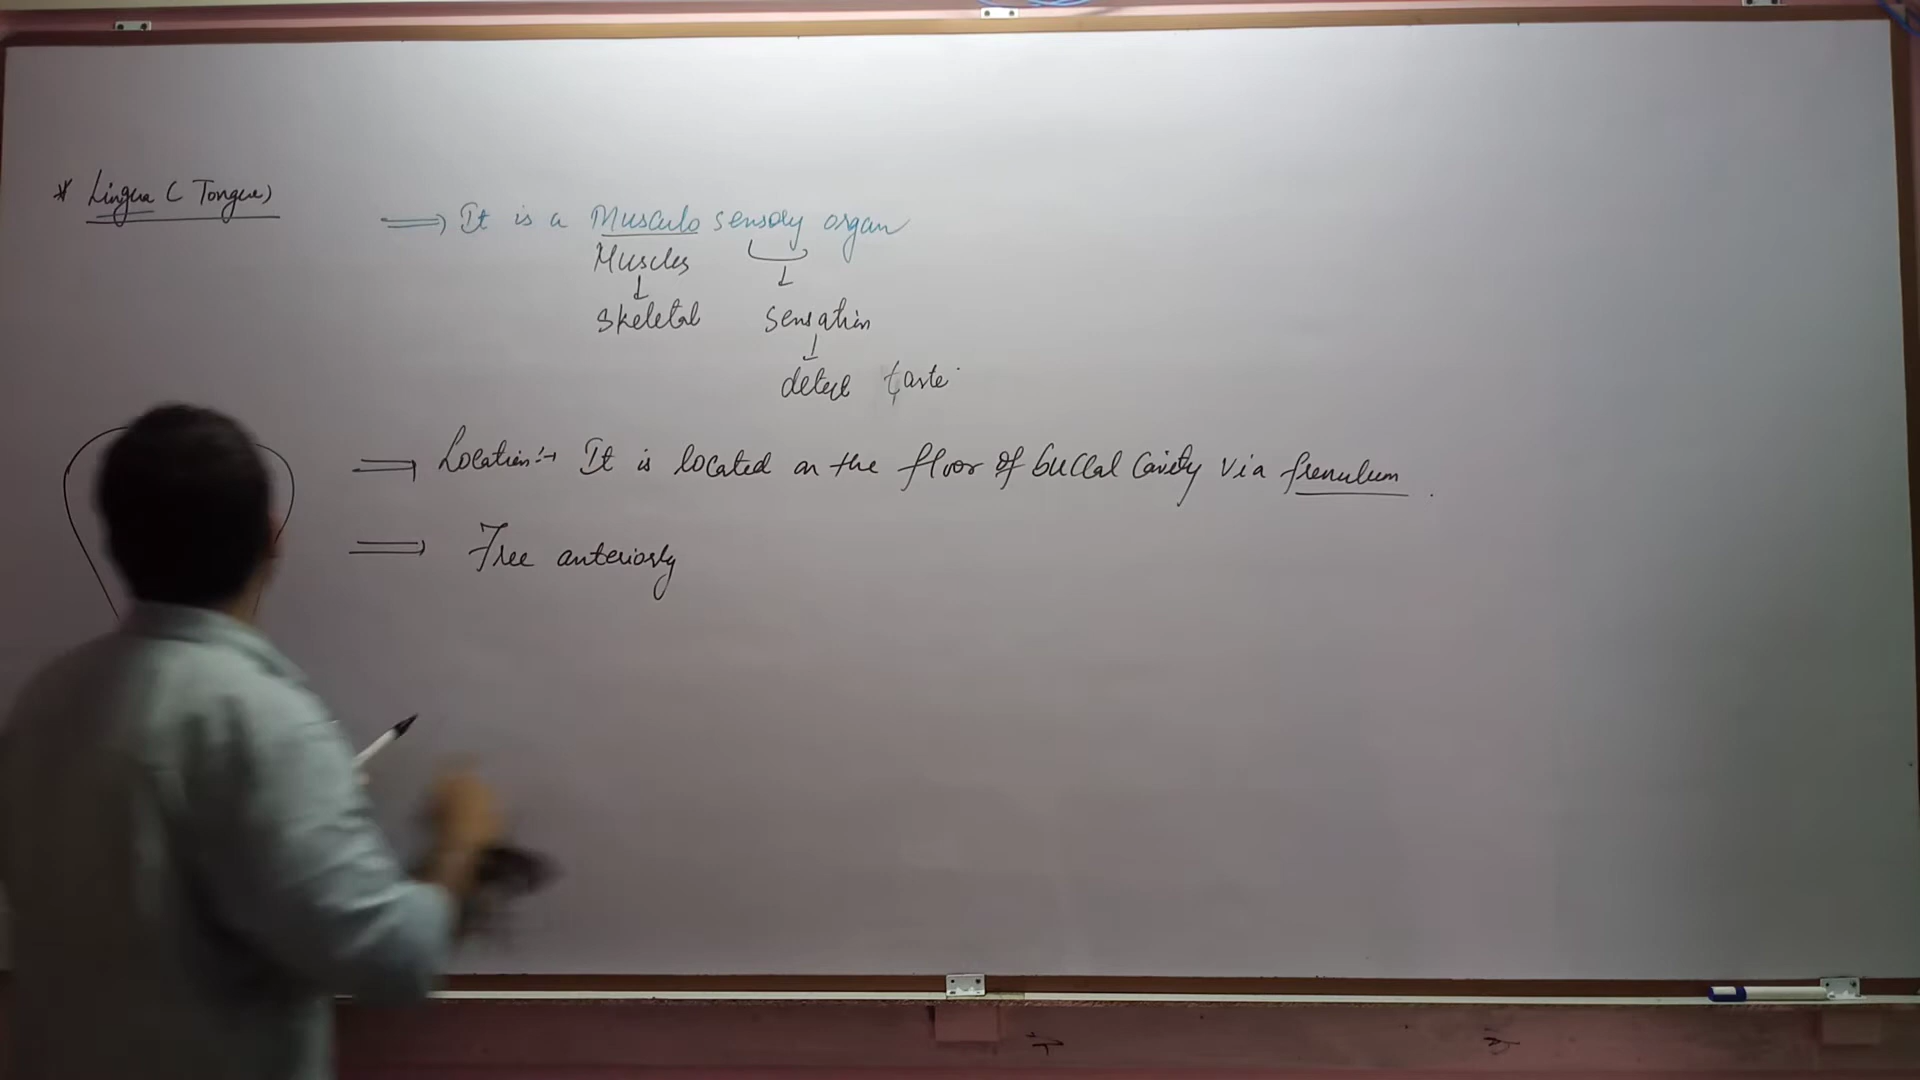 * Lingua (Tongue)
⇒ It is a Musculo sensory organ
Muscles
↓ ↓
Skeletal Sensation
↓
detect taste
⇒ Location:→ It is located on the floor of buccal cavity via frenulum.
⇒ Free anteriorly